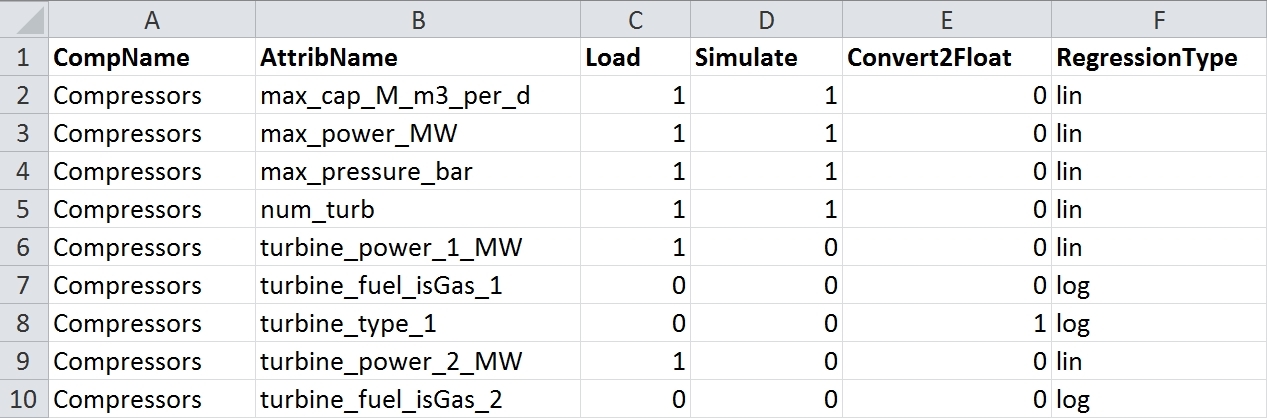 A B C D E F
1 CompName AttribName Load Simulate Convert2Float RegressionType
2 Compressors max_cap_M_m3_per_d 1 1 0 lin
3 Compressors max_power_MW 1 1 0 lin
4 Compressors max_pressure_bar 1 1 0 lin
5 Compressors num_turb 1 1 0 lin
6 Compressors turbine_power_1_MW 1 0 0 lin
7 Compressors turbine_fuel_isGas_1 0 0 0 log
8 Compressors turbine_type_1 0 0 1 log
9 Compressors turbine_power_2_MW 1 0 0 lin
10 Compressors turbine_fuel_isGas_2 0 0 0 log